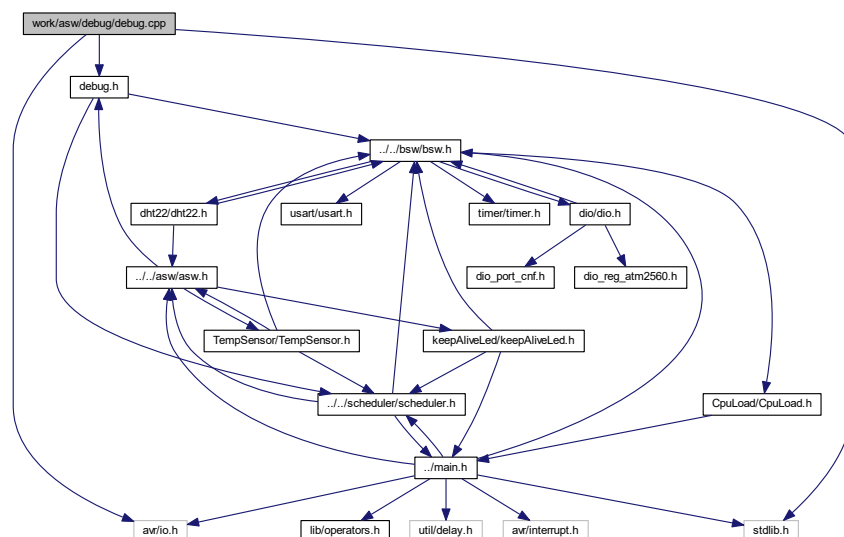 work/asw/debug/debug.cpp
debug.h
../../bsw/bsw.h
dht22/dht22.h
usart/usart.h
timer/timer.h
dio/dio.h
../../asw/asw.h
dio_port_cnf.h
dio_reg_atm2560.h
TempSensor/TempSensor.h
keepAliveLed/keepAliveLed.h
../../scheduler/scheduler.h
CpuLoad/CpuLoad.h
../main.h
avr/io.h
lib/operators.h
util/delay.h
avr/interrupt.h
stdlib.h